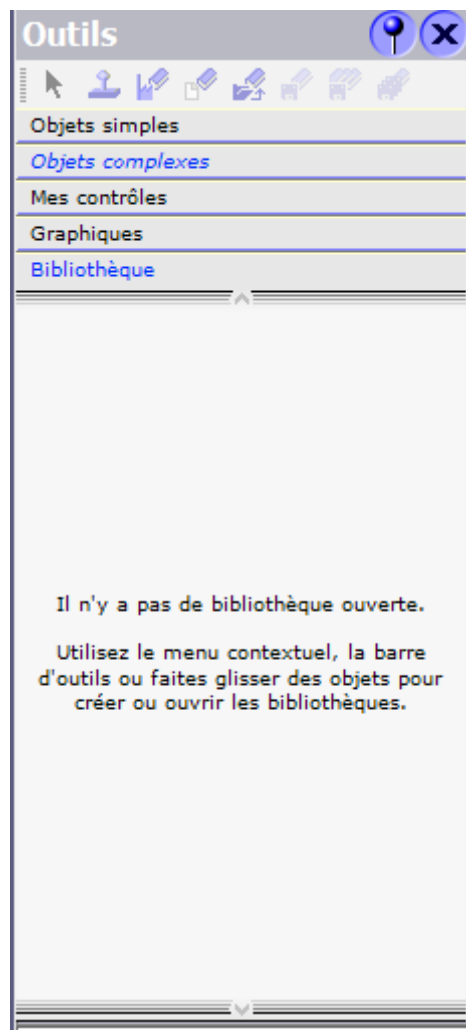 Outils
Objets simples
Objets complexes
Mes contrôles
Graphiques
Bibliothèque
Il n'y a pas de bibliothèque ouverte.
Utilisez le menu contextuel, la barre
d'outils ou faites glisser des objets pour
créer ou ouvrir les bibliothèques.